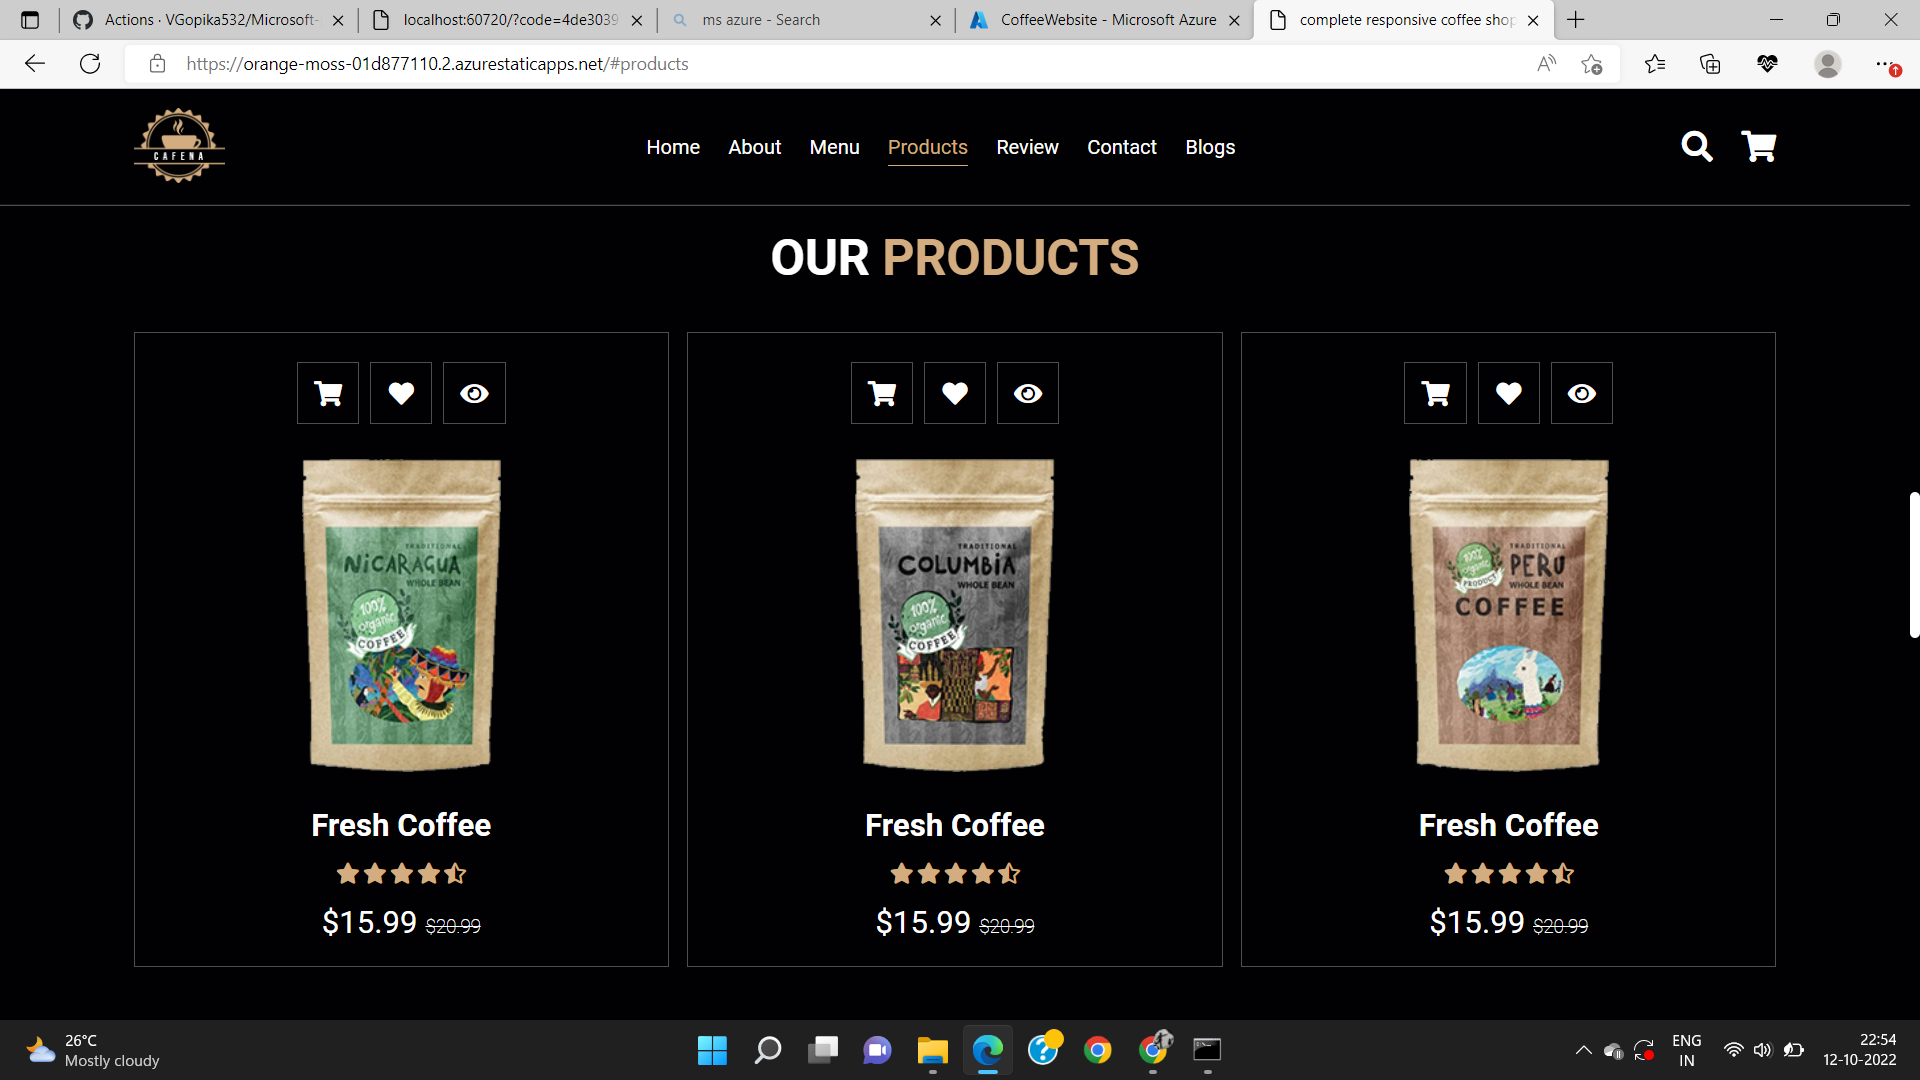 Actions · VGopika532/Microsoft-
localhost:60720/?code=4de3039
ms azure - Search
CoffeeWebsite - Microsoft Azure
complete responsive coffee shop
https://orange-moss-01d877110.2.azurestaticapps.net/#products
CAFENA
Home About Menu Products Review Contact Blogs
OUR PRODUCTS
TRADITIONAL
NiCARAGUA
WHOLE BEAN
100%
organic
COFFEE
TRADITIONAL
COLUMBiA
WHOLE BEAN
100%
organic
COFFEE
100%
organic
PRODUCT
TRADITIONAL
PERU
WHOLE BEAN
COFFEE
Fresh Coffee
$15.99 $20.99
Fresh Coffee
$15.99 $20.99
Fresh Coffee
$15.99 $20.99
26°C
Mostly cloudy
ENG
IN
22:54
12-10-2022